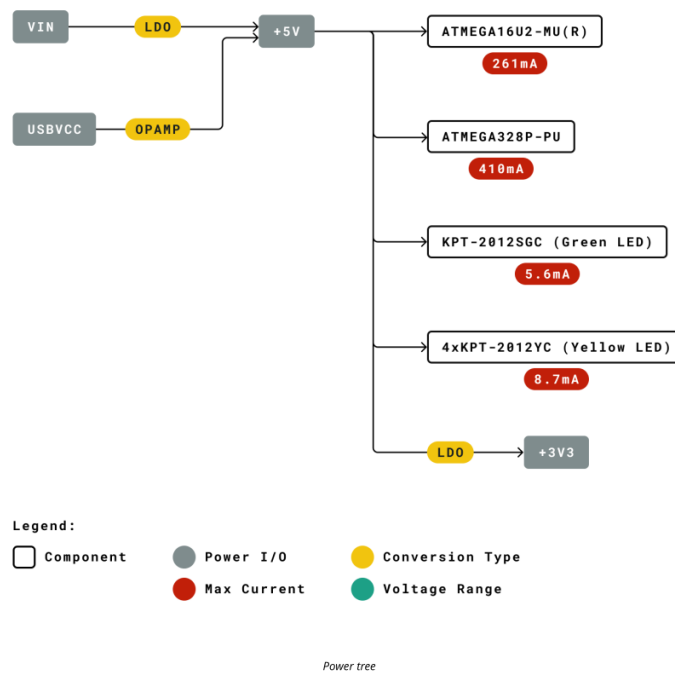 VIN
LDO
+5V
ATMEGA16U2-MU(R)
261mA
USBVCC
OPAMP
ATMEGA328P-PU
410mA
KPT-2012SGC (Green LED)
5.6mA
4xKPT-2012YC (Yellow LED)
8.7mA
LDO
+3V3
Legend:
Component
Power I/O
Conversion Type
Max Current
Voltage Range
Power tree